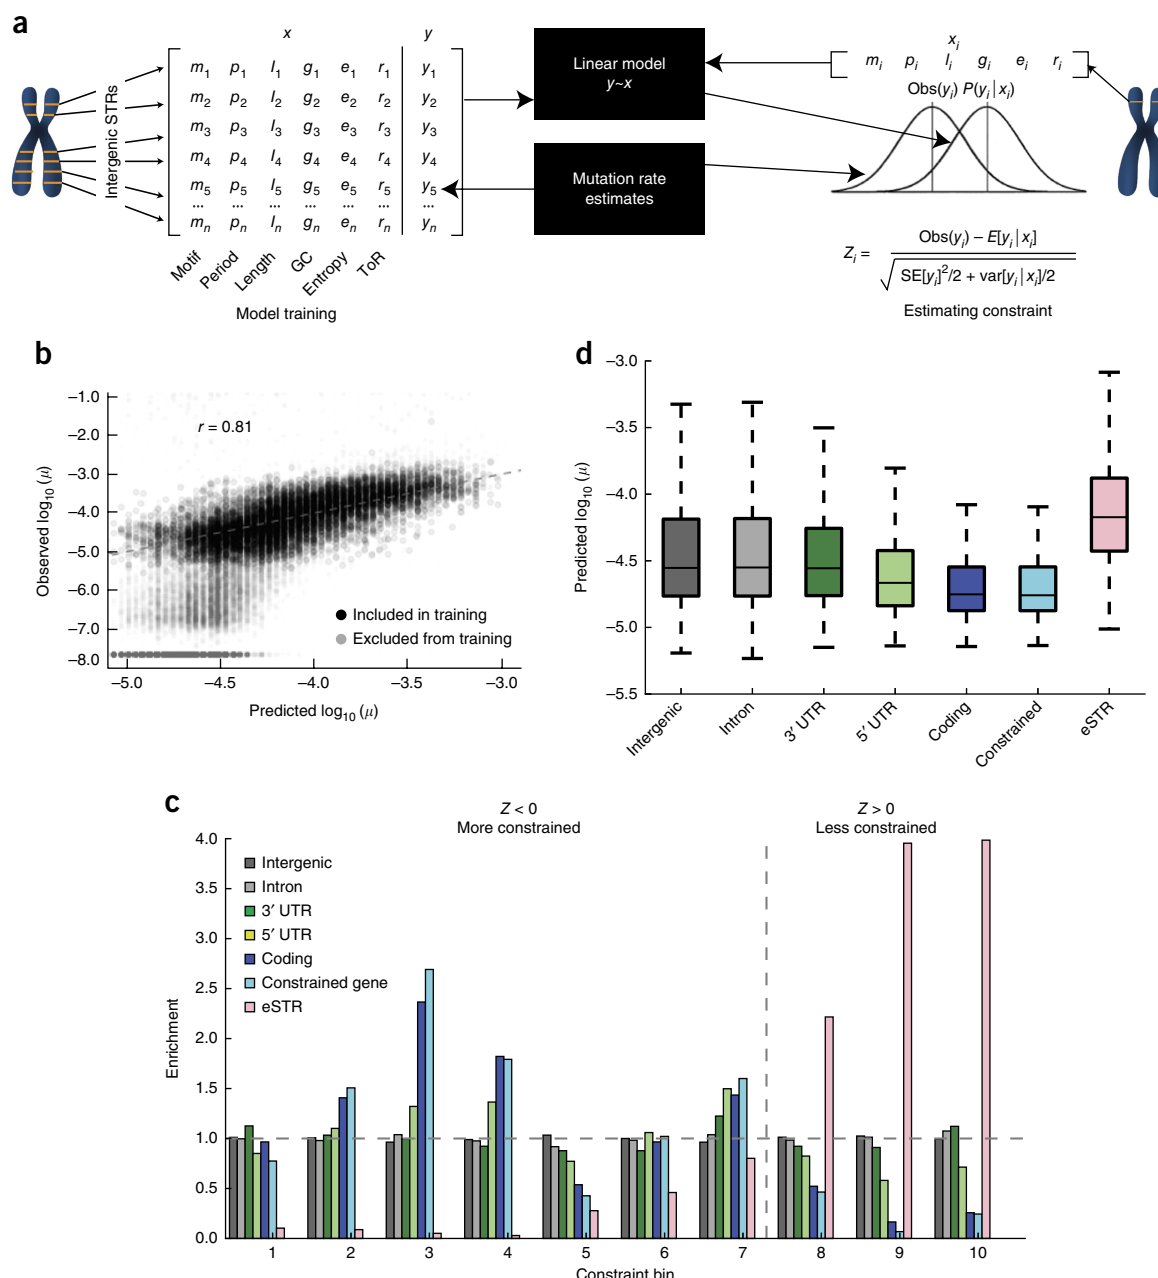 a
x
y
Intergenic STRs
m1 p1 l1 g1 e1 r1 y1
m2 p2 l2 g2 e2 r2 y2
m3 p3 l3 g3 e3 r3 y3
m4 p4 l4 g4 e4 r4 y4
m5 p5 l5 g5 e5 r5 y5
... ... ... ... ... ... ...
mn pn ln gn en rn yn
Motif
Period
Length
GC
Entropy
ToR
Model training
Linear model
y~x
Mutation rate
estimates
xi
mi pi li gi ei ri
Obs(yi) P(yi|xi)
Zi = Obs(yi) – E[yi|xi]
√SE[yi]²/2 + var[yi|xi]/2
Estimating constraint
b
–1.0
–2.0
–3.0
–4.0
–5.0
–6.0
–7.0
–8.0
Observed log10 (μ)
r = 0.81
Included in training
Excluded from training
–5.0 –4.5 –4.0 –3.5 –3.0
Predicted log10 (μ)
d
–3.0
–3.5
–4.0
–4.5
–5.0
–5.5
Predicted log10 (μ)
Intergenic
Intron
3′ UTR
5′ UTR
Coding
Constrained
eSTR
c
Z < 0
More constrained
Z > 0
Less constrained
4.0
3.5
3.0
2.5
2.0
1.5
1.0
0.5
0.0
Enrichment
Intergenic
Intron
3′ UTR
5′ UTR
Coding
Constrained gene
eSTR
1 2 3 4 5 6 7 8 9 10
Constraint bin